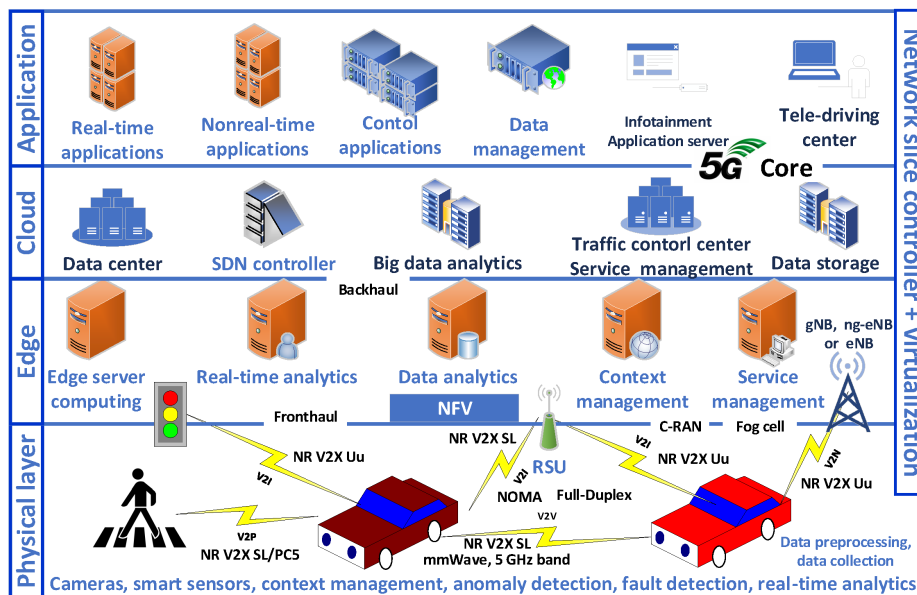 Application
Real-time
applications
Nonreal-time
applications
Contol
applications
Data
management
Infotainment
Application server
Tele-driving
center
5G Core
Network slice controller + Virtualization
Cloud
Data center
SDN controller
Big data analytics
Traffic contorl center
Service management
Data storage
Backhaul
Edge
Edge server
computing
Real-time analytics
Data analytics
Context
management
Service
management
gNB, ng-eNB
or eNB
Fronthaul
NFV
C-RAN
Fog cell
Physical layer
NR V2X Uu
V2I
NR V2X SL
V2I
RSU
V2I
NR V2X Uu
V2N
NR V2X Uu
NOMA
Full-Duplex
V2P
NR V2X SL/PC5
V2V
NR V2X SL
mmWave, 5 GHz band
Data preprocessing,
data collection
Cameras, smart sensors, context management, anomaly detection, fault detection, real-time analytics